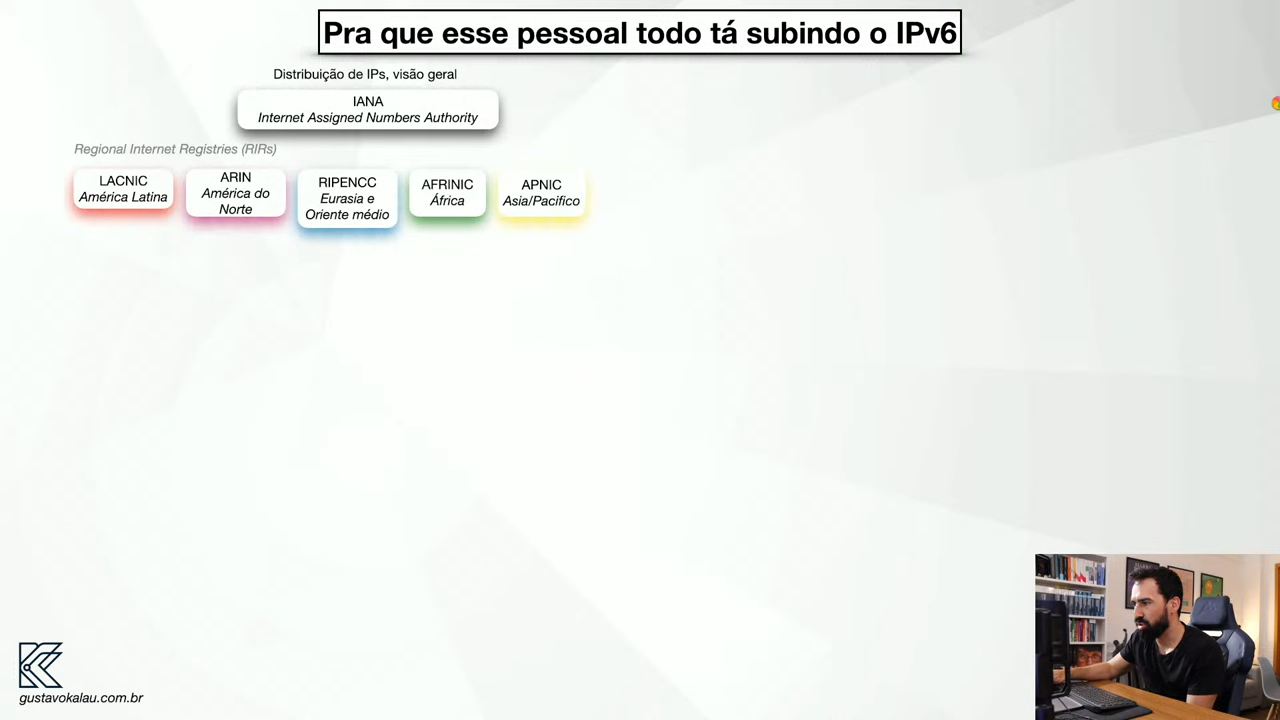 Pra que esse pessoal todo tá subindo o IPv6
Distribuição de IPs, visão geral
IANA
Internet Assigned Numbers Authority
Regional Internet Registries (RIRs)
LACNIC
América Latina
ARIN
América do
Norte
RIPENCC
Eurasia e
Oriente médio
AFRINIC
África
APNIC
Asia/Pacifico
gustavokalau.com.br